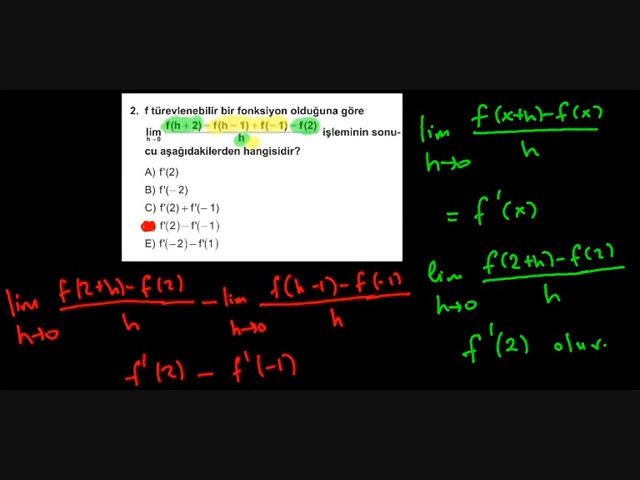 2. f türevlenebilir bir fonksiyon olduğuna göre
lim h→0 f(h + 2) – f(h – 1) + f(– 1) – f(2) / h işleminin sonu-
cu aşağıdakilerden hangisidir?
A) f'(2)
B) f'(– 2)
C) f'(2) + f'(– 1)
f'(2) – f'(– 1)
E) f'(–2) – f'(1)
lim h→0 f(x+h) – f(x) / h
= f'(x)
lim h→0 f(2+h) – f(2) / h
f'(2) olur.
lim h→0 f(2+h) – f(2) / h – lim h→0 f(h –1) – f(-1) / h
f'(2) – f'(-1)